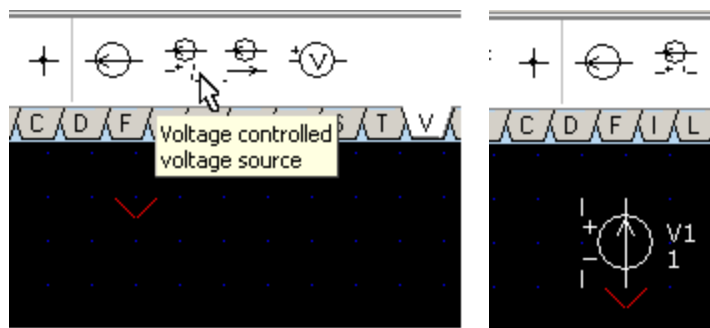 V
C D F S T V
Voltage controlled
voltage source
C D F I L
V1
1